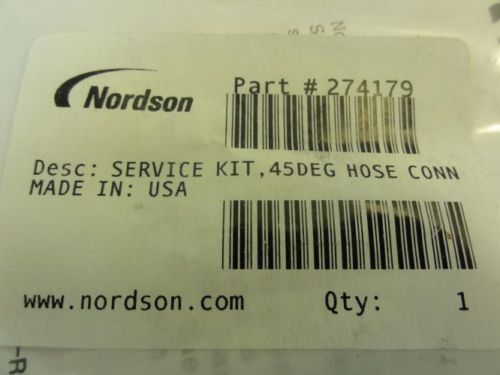 Nordson
Part # 274179
Desc: SERVICE KIT,45DEG HOSE CONN
MADE IN: USA
www.nordson.com
Qty: 1
-R